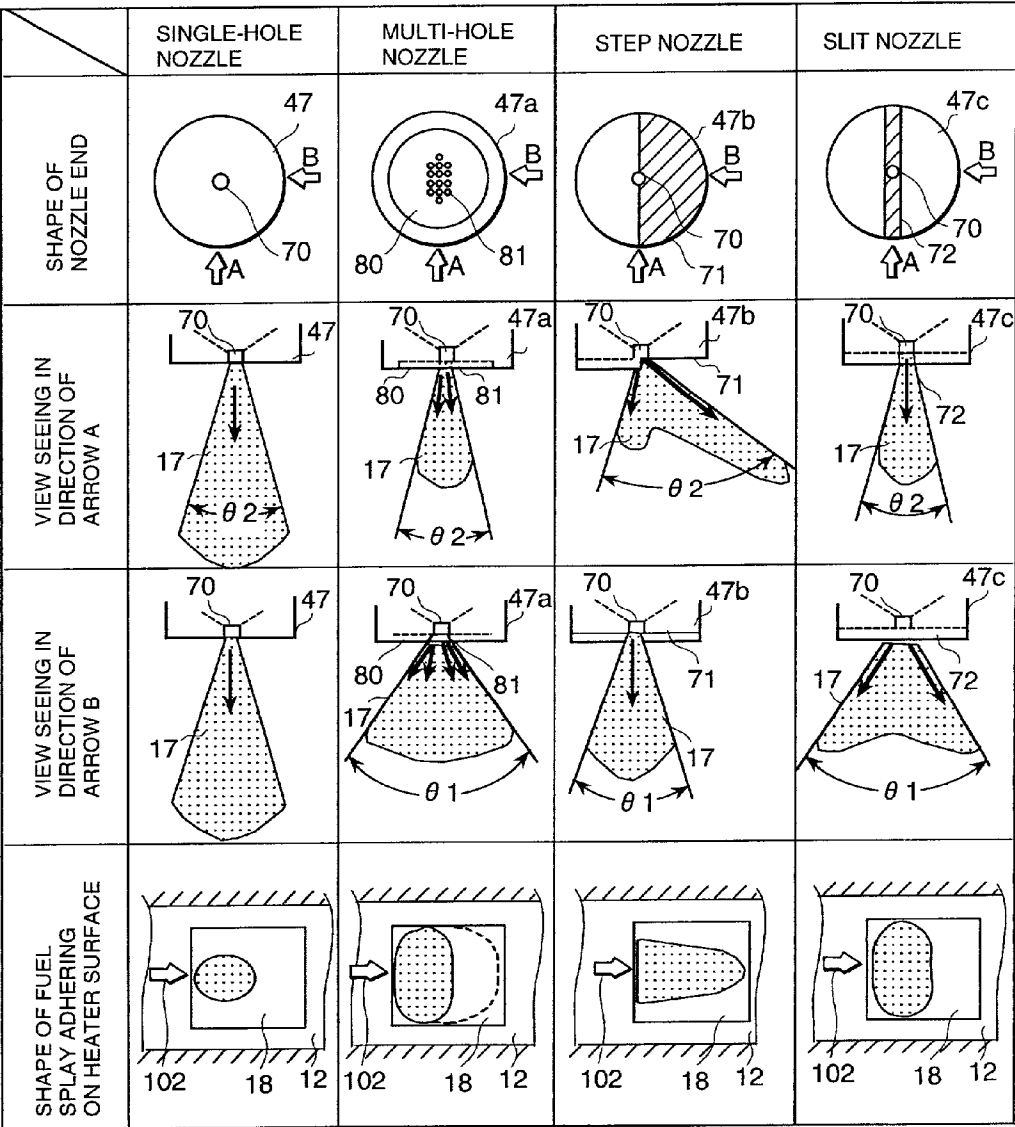 SINGLE-HOLE
NOZZLE
MULTI-HOLE
NOZZLE
STEP NOZZLE
SLIT NOZZLE
SHAPE OF
NOZZLE END
47
B
70
A
47a
B
80
A
81
47b
B
70
A
71
47c
B
70
A
72
VIEW SEEING IN
DIRECTION OF
ARROW A
70
47
17
θ2
70
47a
80
81
17
θ2
70
47b
71
17
θ2
70
47c
72
17
θ2
VIEW SEEING IN
DIRECTION OF
ARROW B
70
47
17
70
47a
80
81
17
θ1
70
47b
71
17
θ1
70
47c
72
17
θ1
SHAPE OF FUEL
SPLAY ADHERING
ON HEATER SURFACE
102
18
12
102
18
12
102
18
12
102
18
12